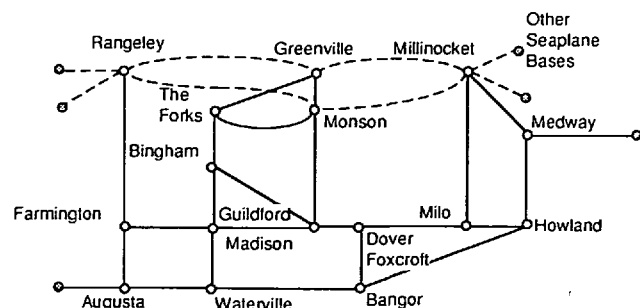 Other
Seaplane
Bases
Rangeley
Greenville
Millinocket
The
Forks
Monson
Medway
Bingham
Farmington
Guildford
Madison
Milo
Howland
Dover
Foxcroft
Augusta
Waterville
Bangor